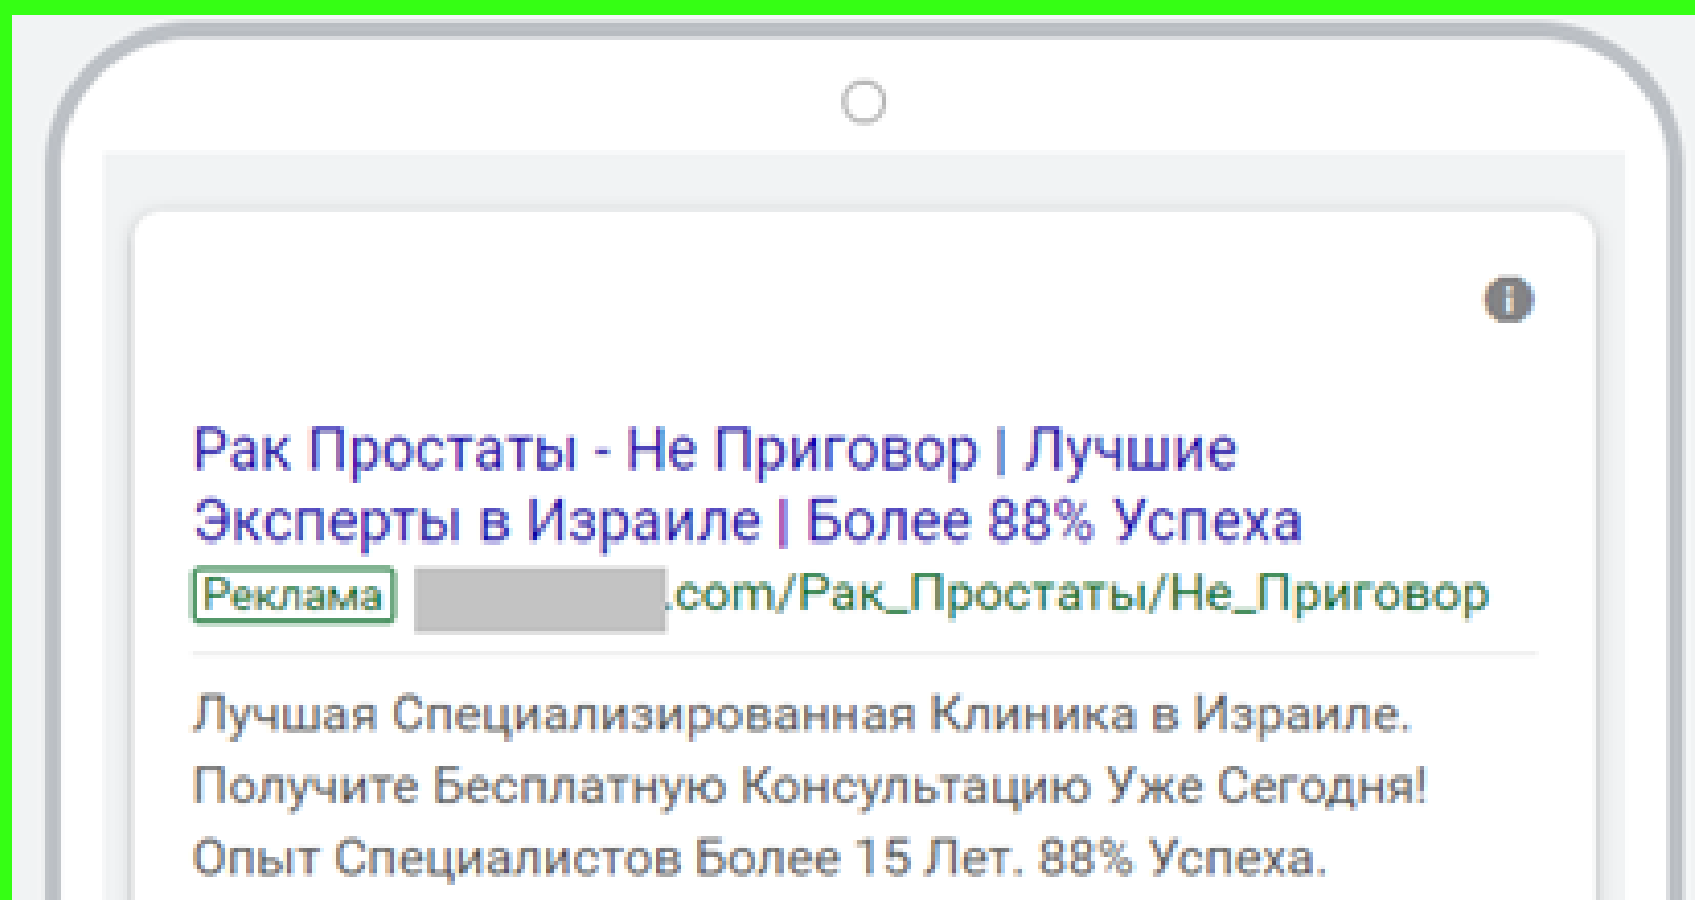 Рак Простаты - Не Приговор | Лучшие
Эксперты в Израиле | Более 88% Успеха
Реклама .com/Рак_Простаты/Не_Приговор
Лучшая Специализированная Клиника в Израиле.
Получите Бесплатную Консультацию Уже Сегодня!
Опыт Специалистов Более 15 Лет. 88% Успеха.